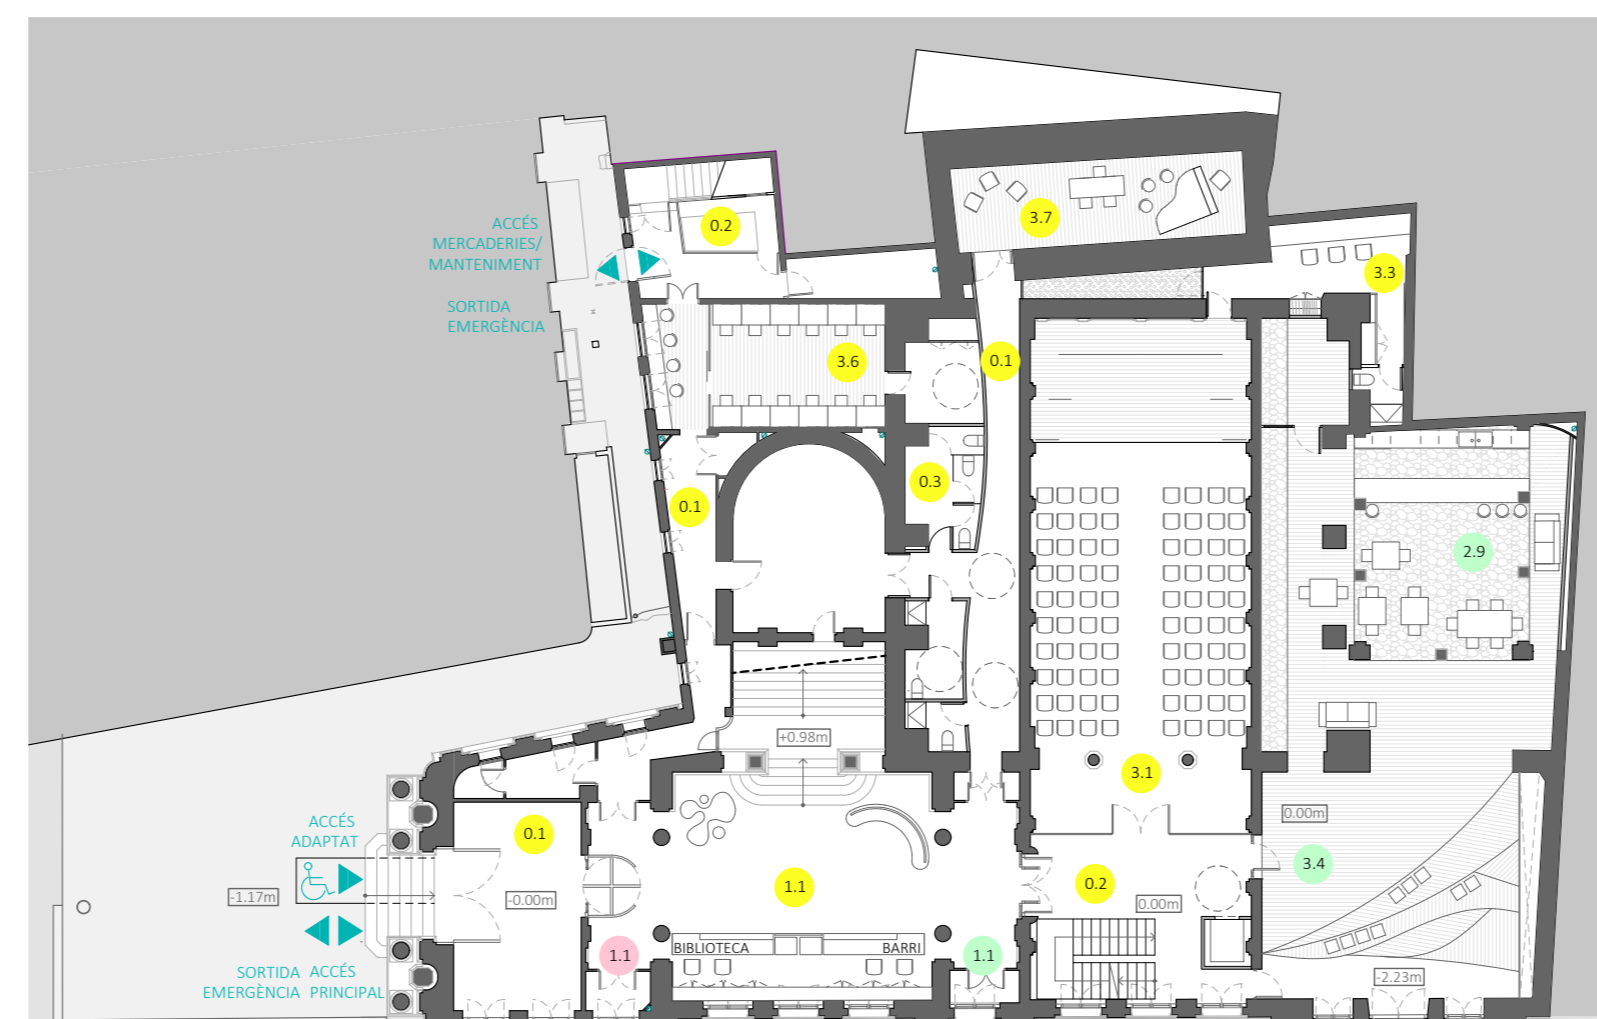 3.7
0.2
ACCÉS
MERCADERIES/
MANTENIMENT
3.3
SORTIDA
EMERGÈNCIA
3.6
0.1
0.3
0.1
2.9
+0.98m
3.1
0.00m
ACCÉS
ADAPTAT
0.1
3.4
1.1
0.2
-1.17m
-0.00m
0.00m
BIBLIOTECA
BARRI
1.1
1.1
SORTIDA
EMERGÈNCIA
ACCÉS
PRINCIPAL
-2.23m